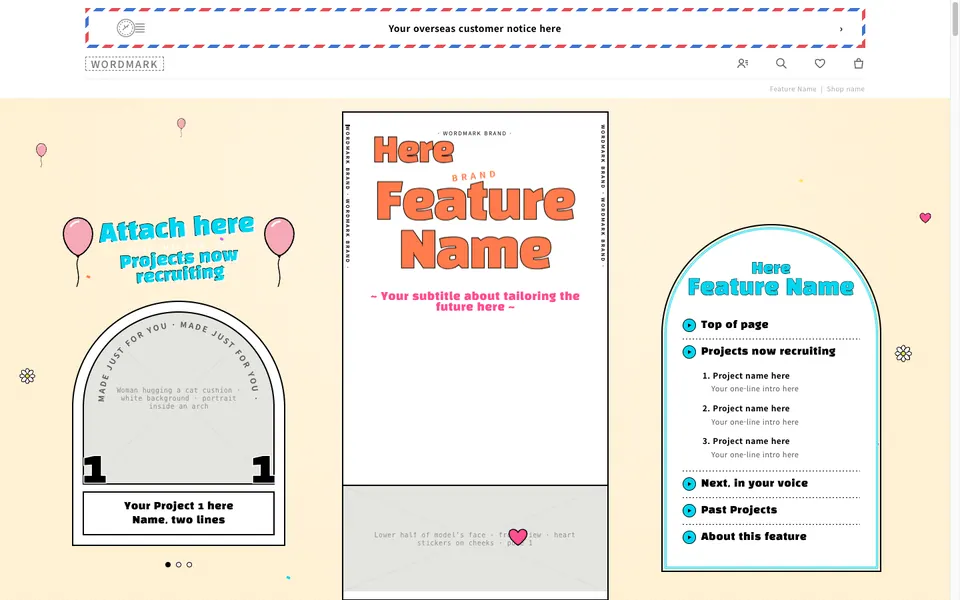 Your overseas customer notice here
›
WORDMARK
Feature Name | Shop name
Attach here
Projects now
recruiting
MADE JUST FOR YOU · MADE JUST FOR YOU ·
Woman hugging a cat cushion ·
white background · portrait
inside an arch
1 1
Your Project 1 here
Name, two lines
WORDMARK BRAND · WORDMARK BRAND ·
· WORDMARK BRAND ·
WORDMARK BRAND · WORDMARK BRAND ·
Here
BRAND
Feature
Name
~ Your subtitle about tailoring the
future here ~
stickers on cheeks ·
Here
Feature Name
Top of page
Projects now recruiting
1. Project name here
Your one-line intro here
2. Project name here
Your one-line intro here
3. Project name here
Your one-line intro here
Next, in your voice
Past Projects
About this feature